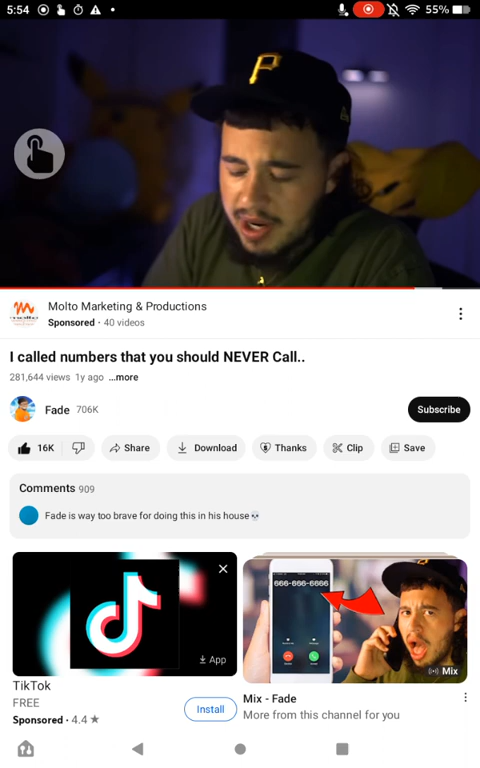 5:54
55%
P
Molto Marketing & Productions
Sponsored · 40 videos
I called numbers that you should NEVER Call..
281,644 views 1y ago ...more
Fade 706K
Subscribe
16K
Share
Download
Thanks
Clip
Save
Comments 909
Fade is way too brave for doing this in his house💀
App
666-666-6666
Mix
TikTok
FREE
Sponsored · 4.4 ★
Install
Mix - Fade
More from this channel for you